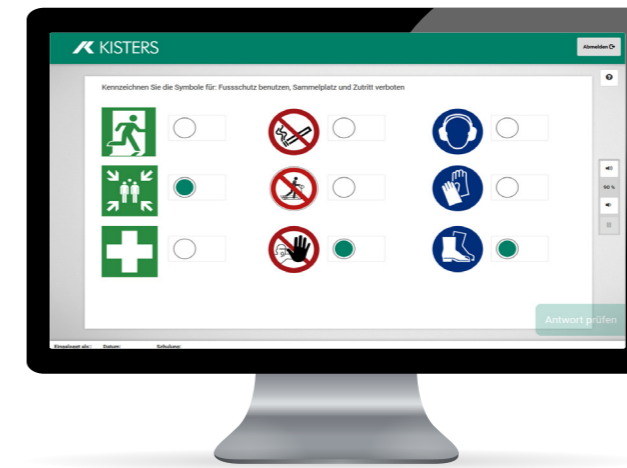 KISTERS
Abmelden
Kennzeichnen Sie die Symbole für: Fussschutz benutzen, Sammelplatz und Zutritt verboten
90 %
Antwort prüfen
Eingeloggt als:
Datum:
Schulung: